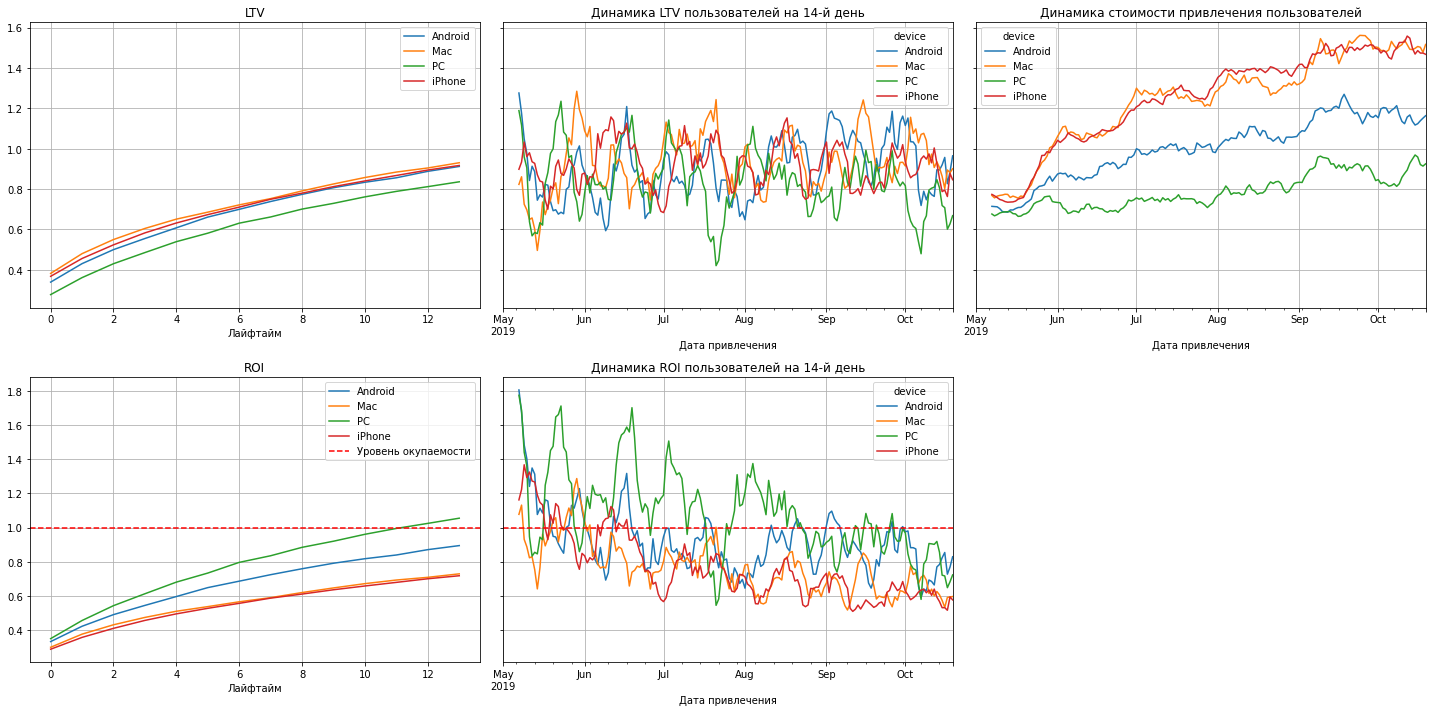 LTV
Android
Mac
PC
iPhone
0
2
4
6
8
10
12
Лайфтайм
1.6
1.4
1.2
1.0
0.8
0.6
0.4
Динамика LTV пользователей на 14-й день
device
Android
Mac
PC
iPhone
May
2019
Jun
Jul
Aug
Sep
Oct
Дата привлечения
Динамика стоимости привлечения пользователей
device
Android
Mac
PC
iPhone
May
2019
Jun
Jul
Aug
Sep
Oct
Дата привлечения
ROI
Android
Mac
PC
iPhone
Уровень окупаемости
1.8
1.6
1.4
1.2
1.0
0.8
0.6
0.4
0
2
4
6
8
10
12
Лайфтайм
Динамика ROI пользователей на 14-й день
device
Android
Mac
PC
iPhone
May
2019
Jun
Jul
Aug
Sep
Oct
Дата привлечения